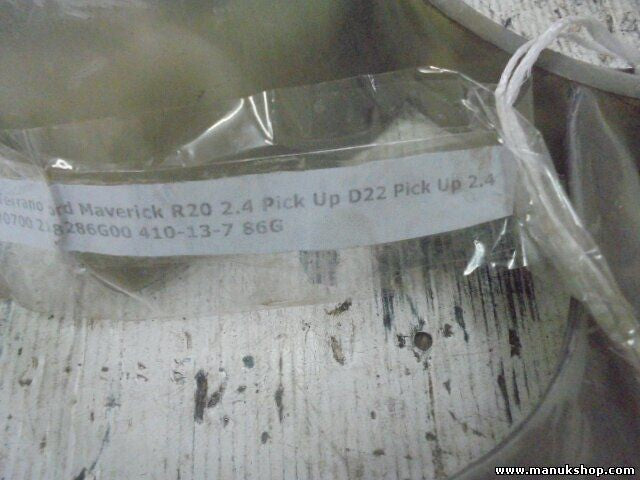 Terrano ord Maverick R20 2.4 Pick Up D22 Pick Up 2.4
286G00 410-13-7 86G
www.manukshop.com